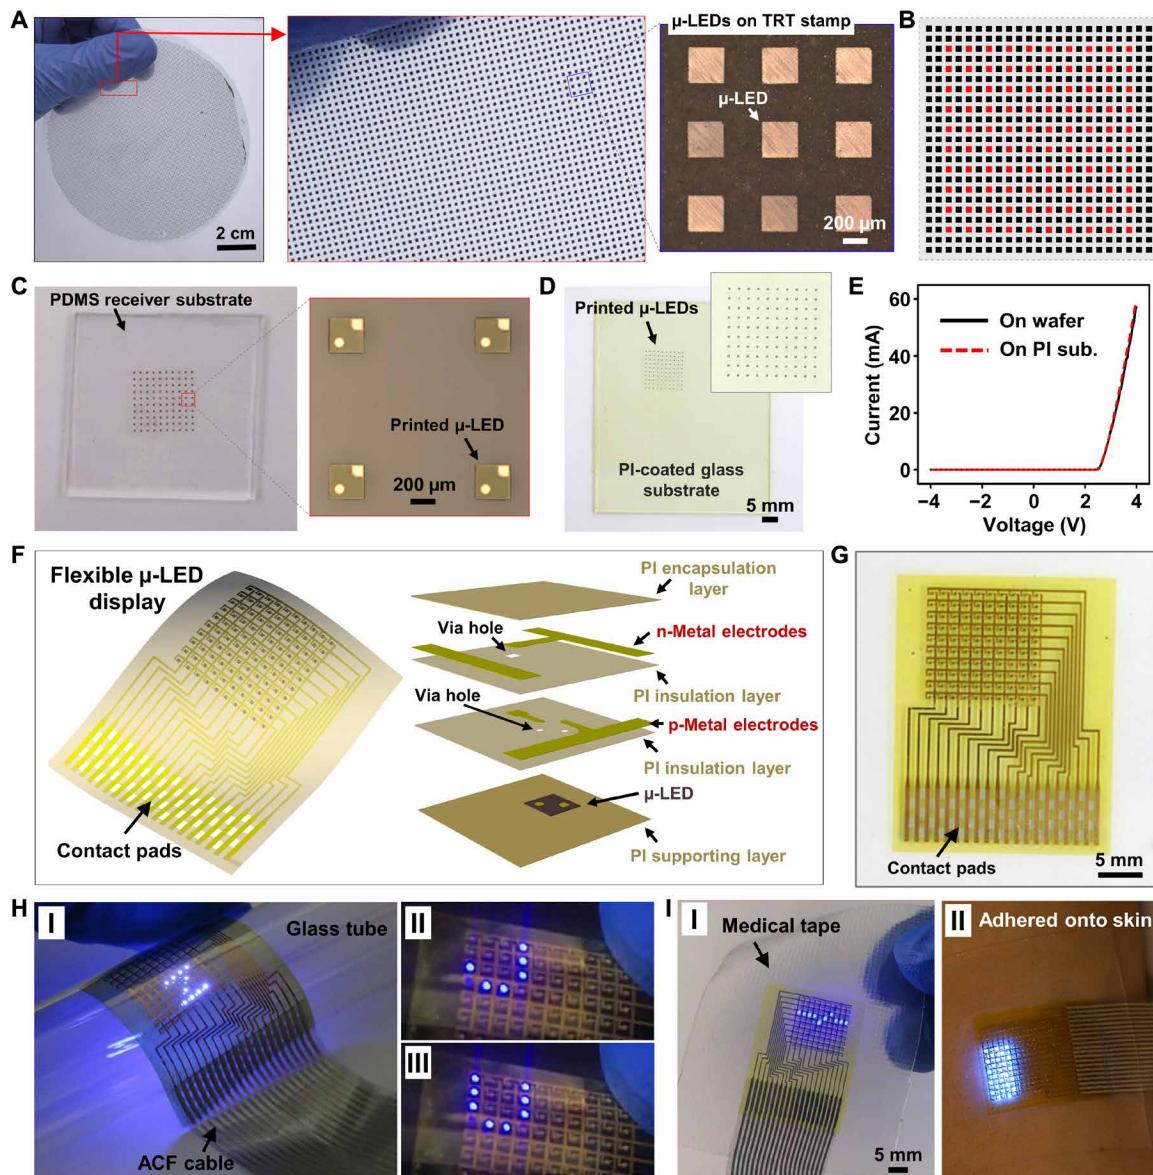 A
2 cm
μ-LEDs on TRT stamp
μ-LED
200 μm
B
C
PDMS receiver substrate
Printed μ-LED
200 μm
D
Printed μ-LEDs
PI-coated glass
substrate
5 mm
E
60
40
20
0
Current (mA)
On wafer
On PI sub.
−4
−2
0
2
4
Voltage (V)
F
Flexible μ-LED
display
Contact pads
PI encapsulation
layer
Via hole
n-Metal electrodes
PI insulation layer
Via hole
p-Metal electrodes
PI insulation layer
μ-LED
PI supporting layer
G
Contact pads
5 mm
H
I
Glass tube
ACF cable
II
III
I
I
Medical tape
5 mm
II
Adhered onto skin